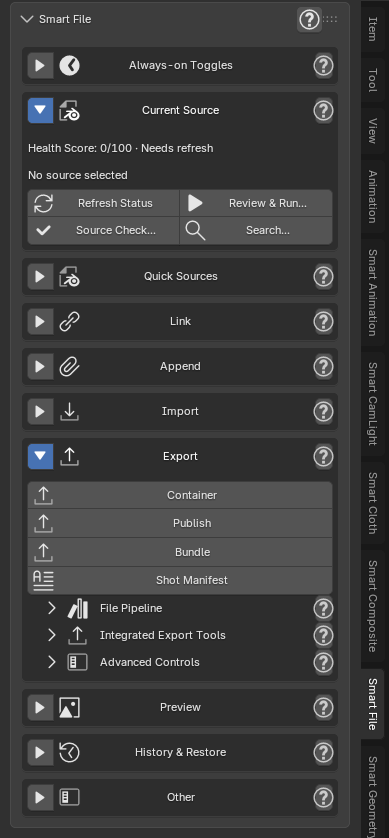 Smart File
Always-on Toggles
Current Source
Health Score: 0/100 · Needs refresh
No source selected
Refresh Status
Review & Run...
Source Check...
Search...
Quick Sources
Link
Append
Import
Export
Container
Publish
Bundle
Shot Manifest
File Pipeline
Integrated Export Tools
Advanced Controls
Preview
History & Restore
Other
Item
Tool
View
Animation
Smart Animation
Smart CamLight
Smart Cloth
Smart Composite
Smart File
Smart Geometry